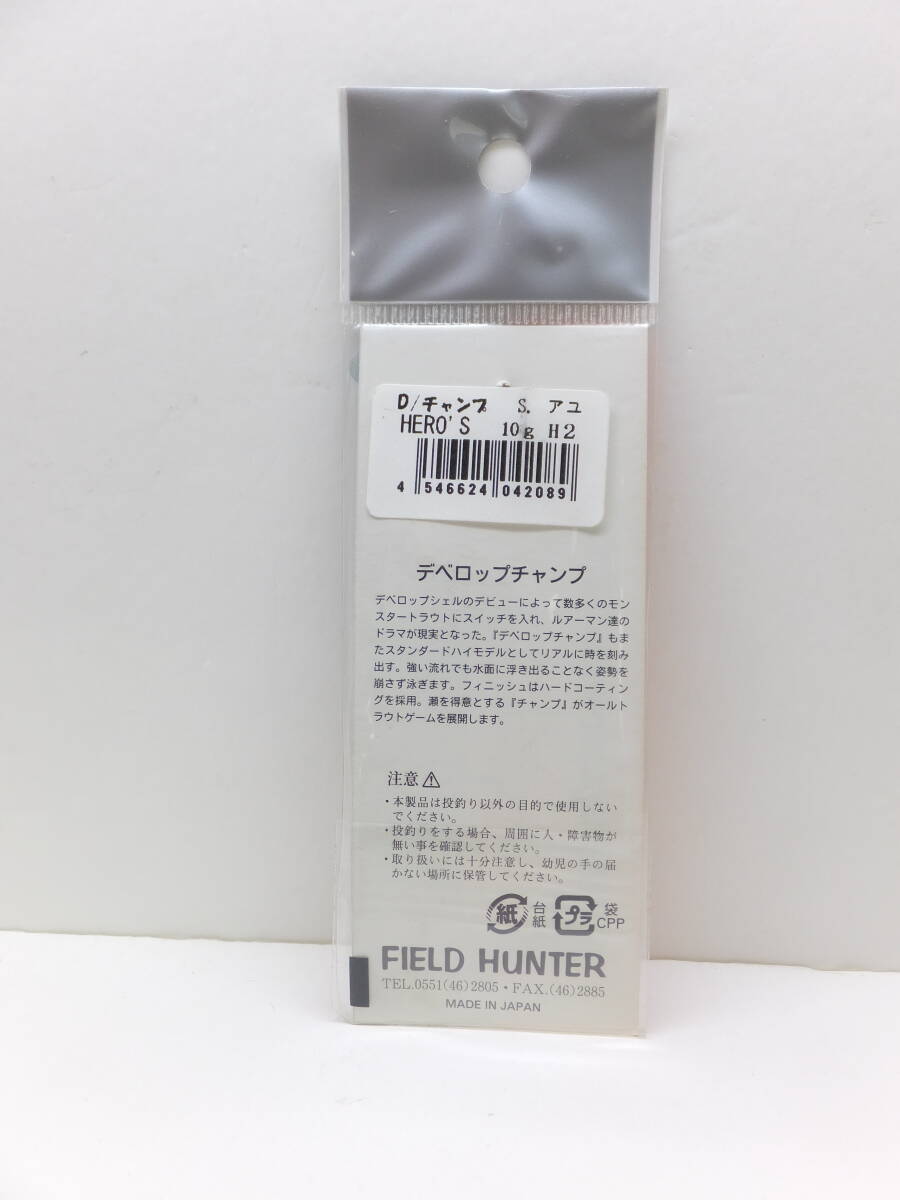 D/チャンプ S. アユ
HERO'S 10g H2
4 546624 042089
デベロップチャンプ
デベロップシェルのデビューによって数多くのモン
スタートラウトにスイッチを入れ、ルアーマン達の
ドラマが現実となった。『デベロップチャンプ』もま
たスタンダードハイモデルとしてリアルに時を刻み
出す。強い流れでも水面に浮き出ることなく姿勢を
崩さず泳ぎます。フィニッシュはハードコーティン
グを採用。瀬を得意とする『チャンプ』がオールト
ラウトゲームを展開します。
注意⚠
・本製品は投釣り以外の目的で使用しない
でください。
・投釣りをする場合、周囲に人・障害物が
無い事を確認してください。
・取り扱いには十分注意し、幼児の手の届
かない場所に保管してください。
紙 台紙 プラ 袋 CPP
FIELD HUNTER
TEL.0551(46)2805・FAX.(46)2885
MADE IN JAPAN